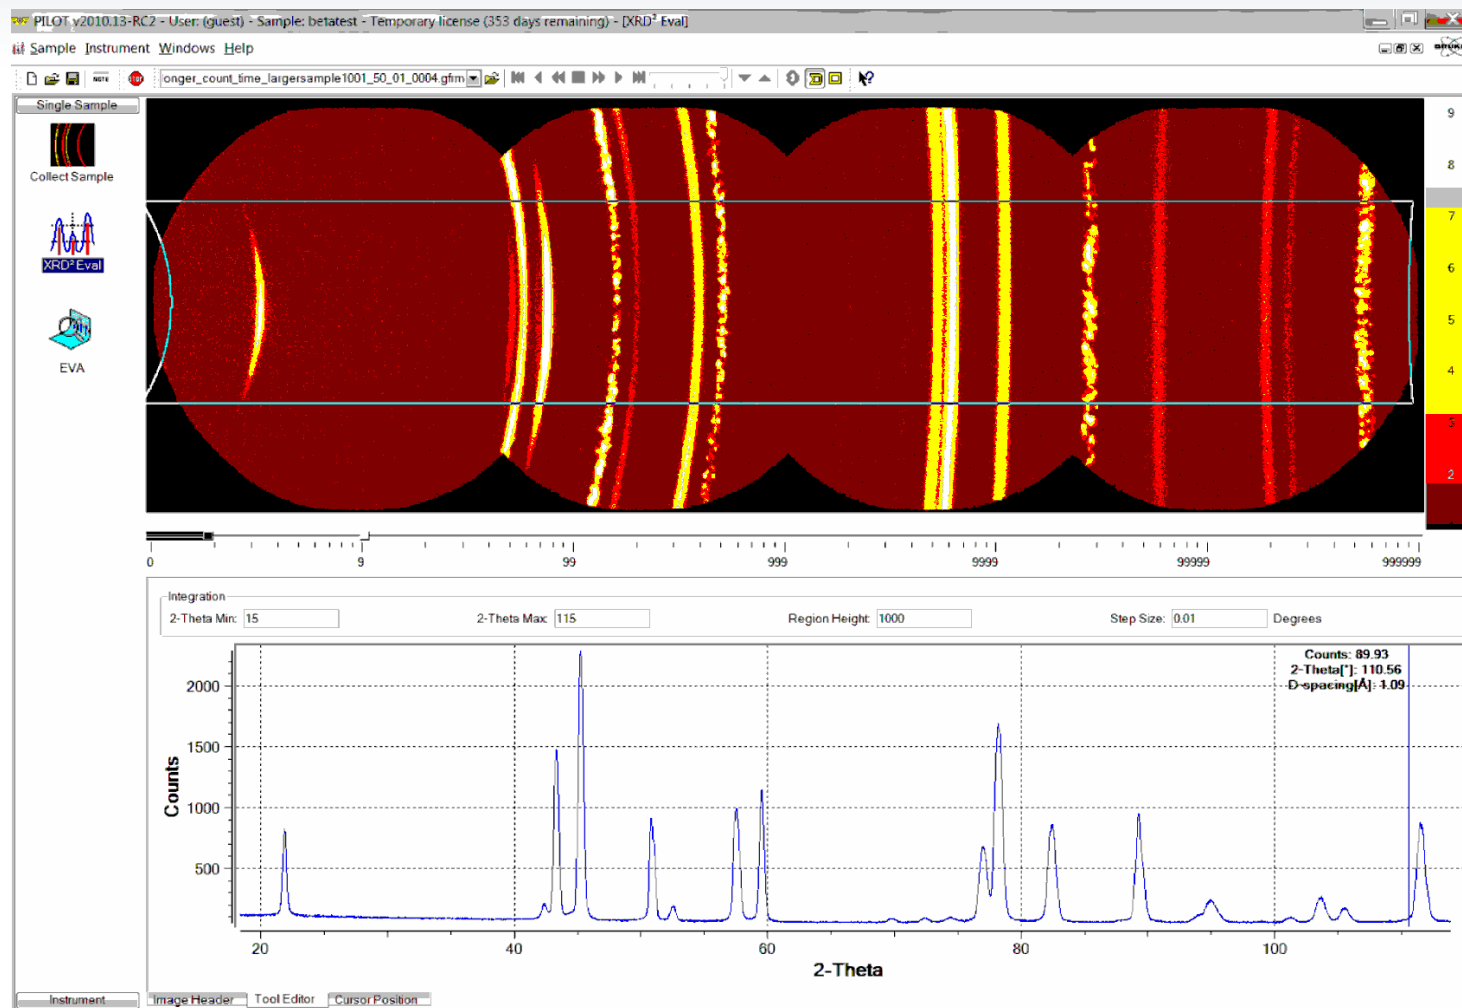 PILOT v2010.13-RC2 - User: (guest) - Sample: betatest - Temporary license (353 days remaining) - [XRD² Eval]
Sample Instrument Windows Help
BRUKER
NOTE STOP onger_count_time_largersample1001_50_01_0004.gfrm
Single Sample
Collect Sample
XRD² Eval
EVA
Instrument
9
8
7
6
5
4
3
2
0 9 99 999 9999 99999 999999
Integration
2-Theta Min: 15 2-Theta Max: 115 Region Height: 1000 Step Size: 0.01 Degrees
Counts: 89.93
2-Theta[°]: 110.56
D-spacing[Å]: 1.09
Counts
2000
1500
1000
500
20 40 60 80 100
2-Theta
Image Header Tool Editor Cursor Position